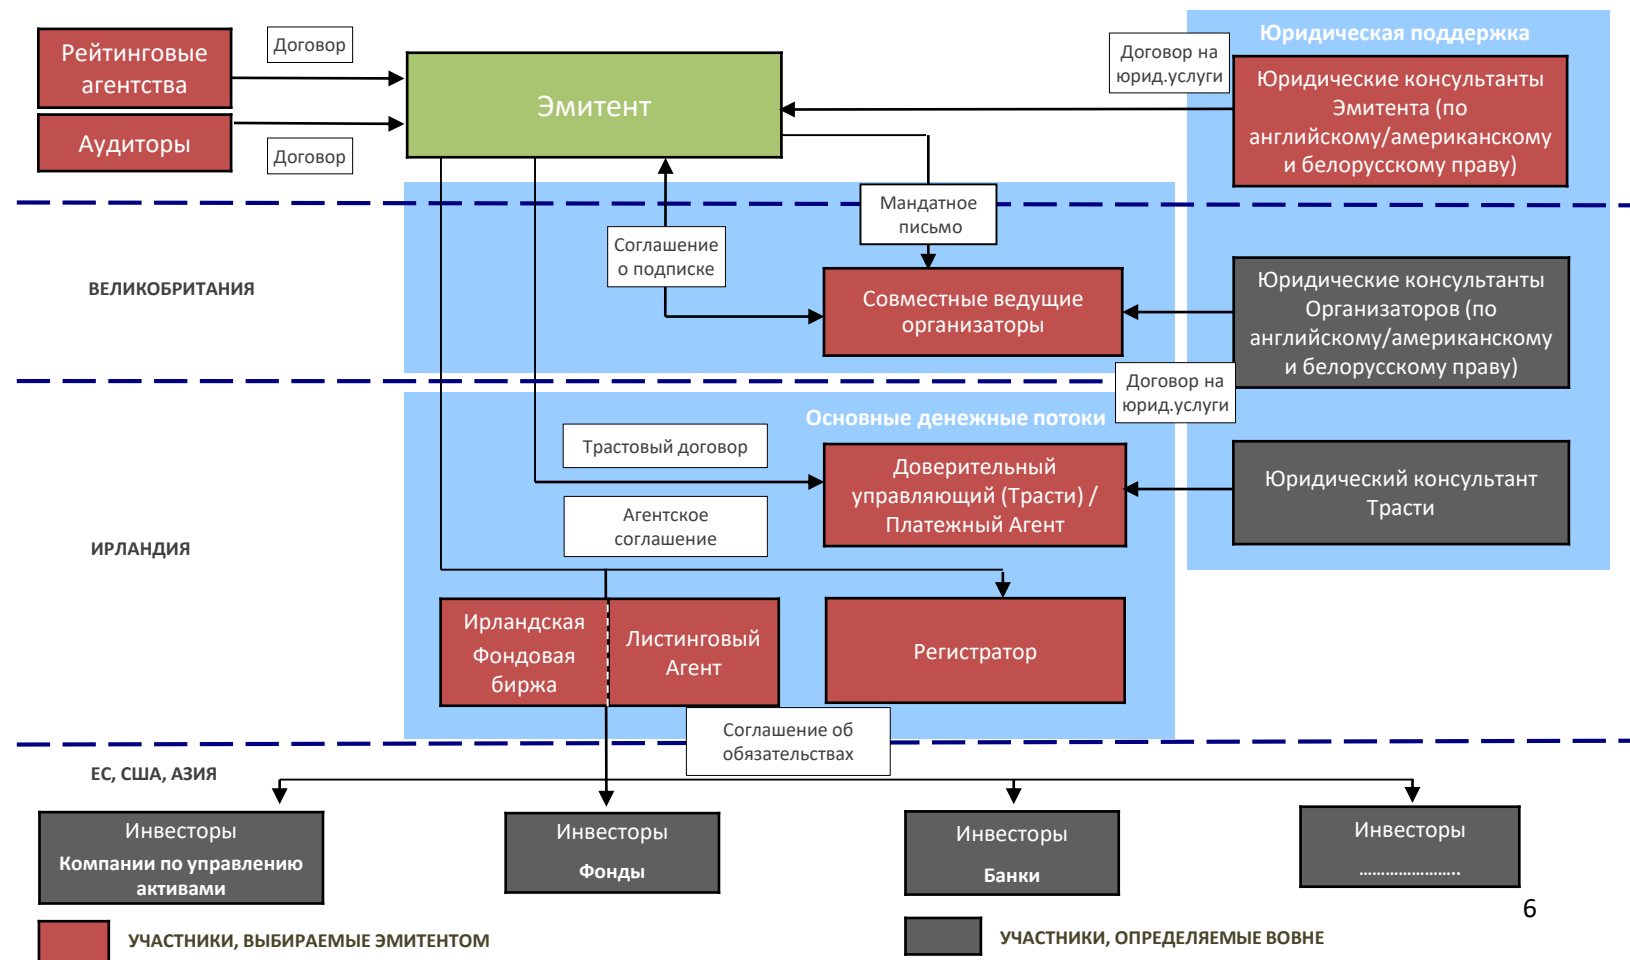 Рейтинговые
агентства
Договор
Аудиторы
Договор
Эмитент
Договор на
юрид.услуги
Юридическая поддержка
Юридические консультанты
Эмитента (по
английскому/американскому
и белорусскому праву)
Мандатное
письмо
Соглашение
о подписке
ВЕЛИКОБРИТАНИЯ
Совместные ведущие
организаторы
Юридические консультанты
Организаторов (по
английскому/американскому
и белорусскому праву)
Договор на
юрид.услуги
Основные денежные потоки
Трастовый договор
Доверительный
управляющий (Трасти) /
Платежный Агент
Юридический консультант
Трасти
Агентское
соглашение
ИРЛАНДИЯ
Ирландская
Фондовая
биржа
Листинговый
Агент
Регистратор
Соглашение об
обязательствах
ЕС, США, АЗИЯ
Инвесторы
Компании по управлению
активами
Инвесторы
Фонды
Инвесторы
Банки
Инвесторы
…………………..
6
УЧАСТНИКИ, ВЫБИРАЕМЫЕ ЭМИТЕНТОМ
УЧАСТНИКИ, ОПРЕДЕЛЯЕМЫЕ ВОВНЕ